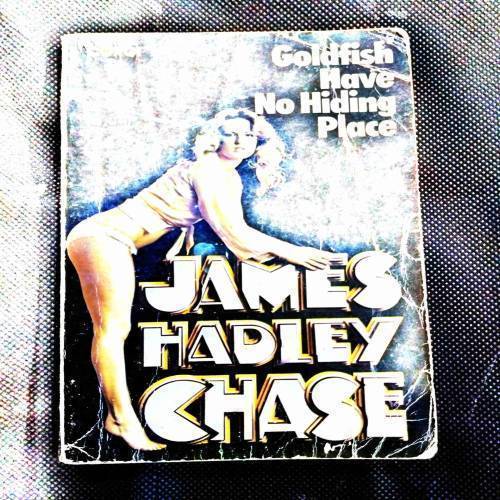 Goldfish
Have
No Hiding
Place
JAMES
HADLEY
CHASE